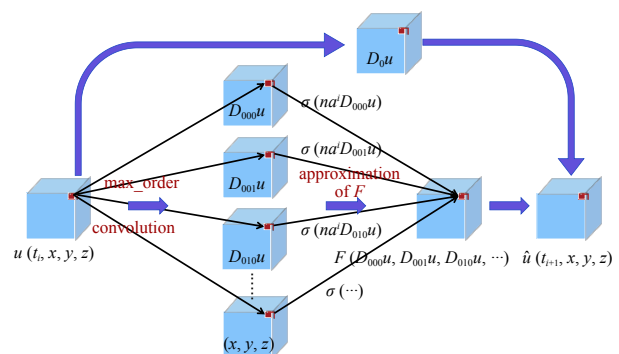 D₀u
D₀₀₀u
σ (naⁱD₀₀₀u)
D₀₀₁u
σ (naⁱD₀₀₁u)
max_order
approximation
of F
convolution
D₀₁₀u
σ (naⁱD₀₁₀u)
u (tᵢ, x, y, z)
F (D₀₀₀u, D₀₀₁u, D₀₁₀u, ···)
û (tᵢ₊₁, x, y, z)
σ (···)
(x, y, z)